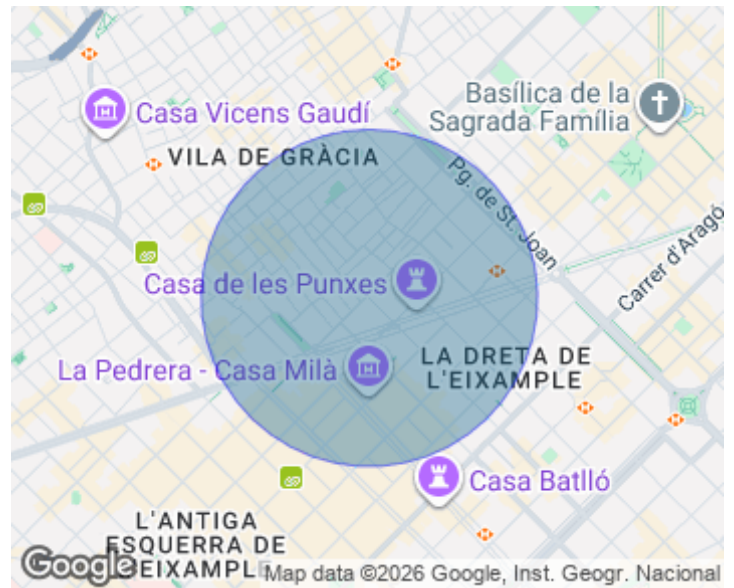 Basílica de la
Sagrada Família
Casa Vicens Gaudí
VILA DE GRÀCIA
Pg. de St. Joan
Carrer d'Aragó
Casa de les Punxes
La Pedrera - Casa Milà
LA DRETA DE
L'EIXAMPLE
Casa Batlló
L'ANTIGA
ESQUERRA DE
L'EIXAMPLE
Google
Map data ©2026 Google, Inst. Geogr. Nacional